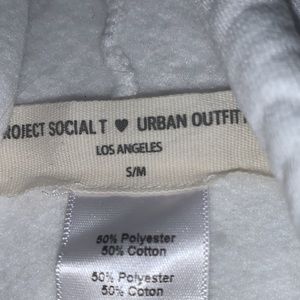 ROJECT SOCIAL T ♥ URBAN OUTFIT
LOS ANGELES
S/M
50% Polyester
50% Cotton
50% Polyester
50% Coton